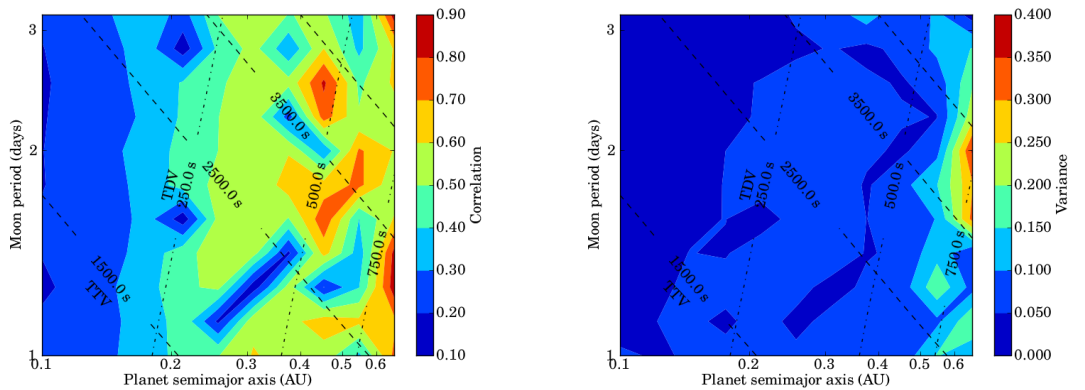 3
2
1
Moon period (days)
0.1
0.2
0.3
0.4
0.5
0.6
Planet semimajor axis (AU)
TDV
250.0 s
2500.0 s
3500.0 s
500.0 s
750.0 s
1500.0 s
TTV
0.90
0.80
0.70
0.60
0.50
0.40
0.30
0.20
0.10
Correlation
3
2
1
Moon period (days)
0.1
0.2
0.3
0.4
0.5
0.6
Planet semimajor axis (AU)
TDV
250.0 s
2500.0 s
3500.0 s
500.0 s
750.0 s
1500.0 s
TTV
0.400
0.350
0.300
0.250
0.200
0.150
0.100
0.050
0.000
Variance